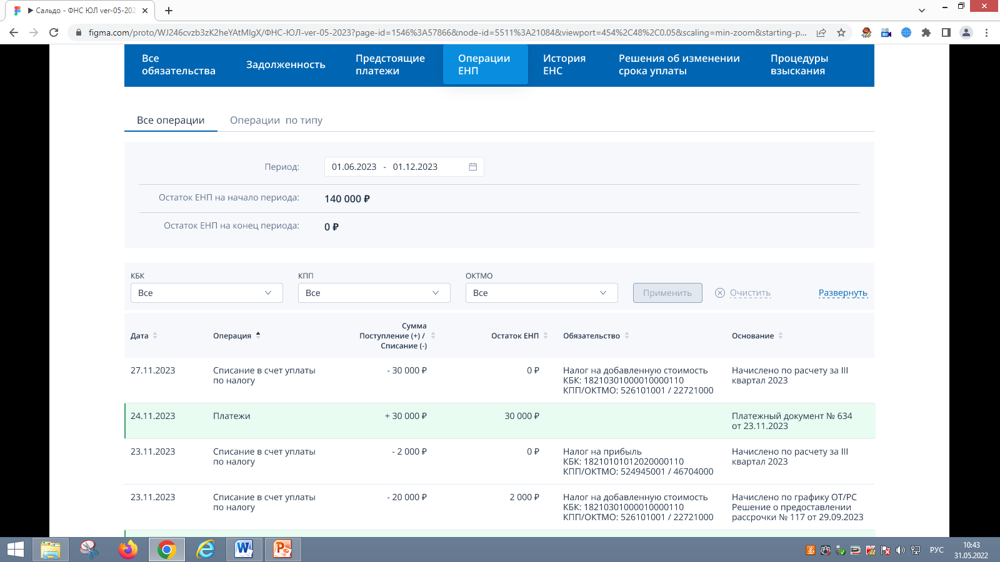 Сальдо - ФНС ЮЛ ver-05-202
figma.com/proto/WJ246cvzb3zK2heYAtMIgX/ФНС-ЮЛ-ver-05-2023?page-id=1546%3A57866&node-id=5511%3A21084&viewport=454%2C48%2C0.05&scaling=min-zoom&starting-p...
Все обязательства
Задолженность
Предстоящие платежи
Операции ЕНП
История ЕНС
Решения об изменении срока уплаты
Процедуры взыскания
Все операции
Операции по типу
Период: 01.06.2023 - 01.12.2023
Остаток ЕНП на начало периода: 140 000 ₽
Остаток ЕНП на конец периода: 0 ₽
КБК КПП ОКТМО
Все Все Все Применить Очистить Развернуть
Сумма
Дата Операция Поступление (+) / Остаток ЕНП Обязательство Основание
Списание (-)
27.11.2023 Списание в счет уплаты - 30 000 ₽ 0 ₽ Налог на добавленную стоимость Начислено по расчету за III
по налогу КБК: 18210301000010000110 квартал 2023
КПП/ОКТМО: 526101001 / 22721000
24.11.2023 Платежи + 30 000 ₽ 30 000 ₽ Платежный документ № 634
от 23.11.2023
23.11.2023 Списание в счет уплаты - 2 000 ₽ 0 ₽ Налог на прибыль Начислено по расчету за III
по налогу КБК: 18210101012020000110 квартал 2023
КПП/ОКТМО: 524945001 / 46704000
23.11.2023 Списание в счет уплаты - 20 000 ₽ 2 000 ₽ Налог на добавленную стоимость Начислено по графику ОТ/РС
по налогу КБК: 18210301000010000110 Решение о предоставлении
КПП/ОКТМО: 526101001 / 22721000 рассрочки № 117 от 29.09.2023
РУС 10:43
31.05.2022